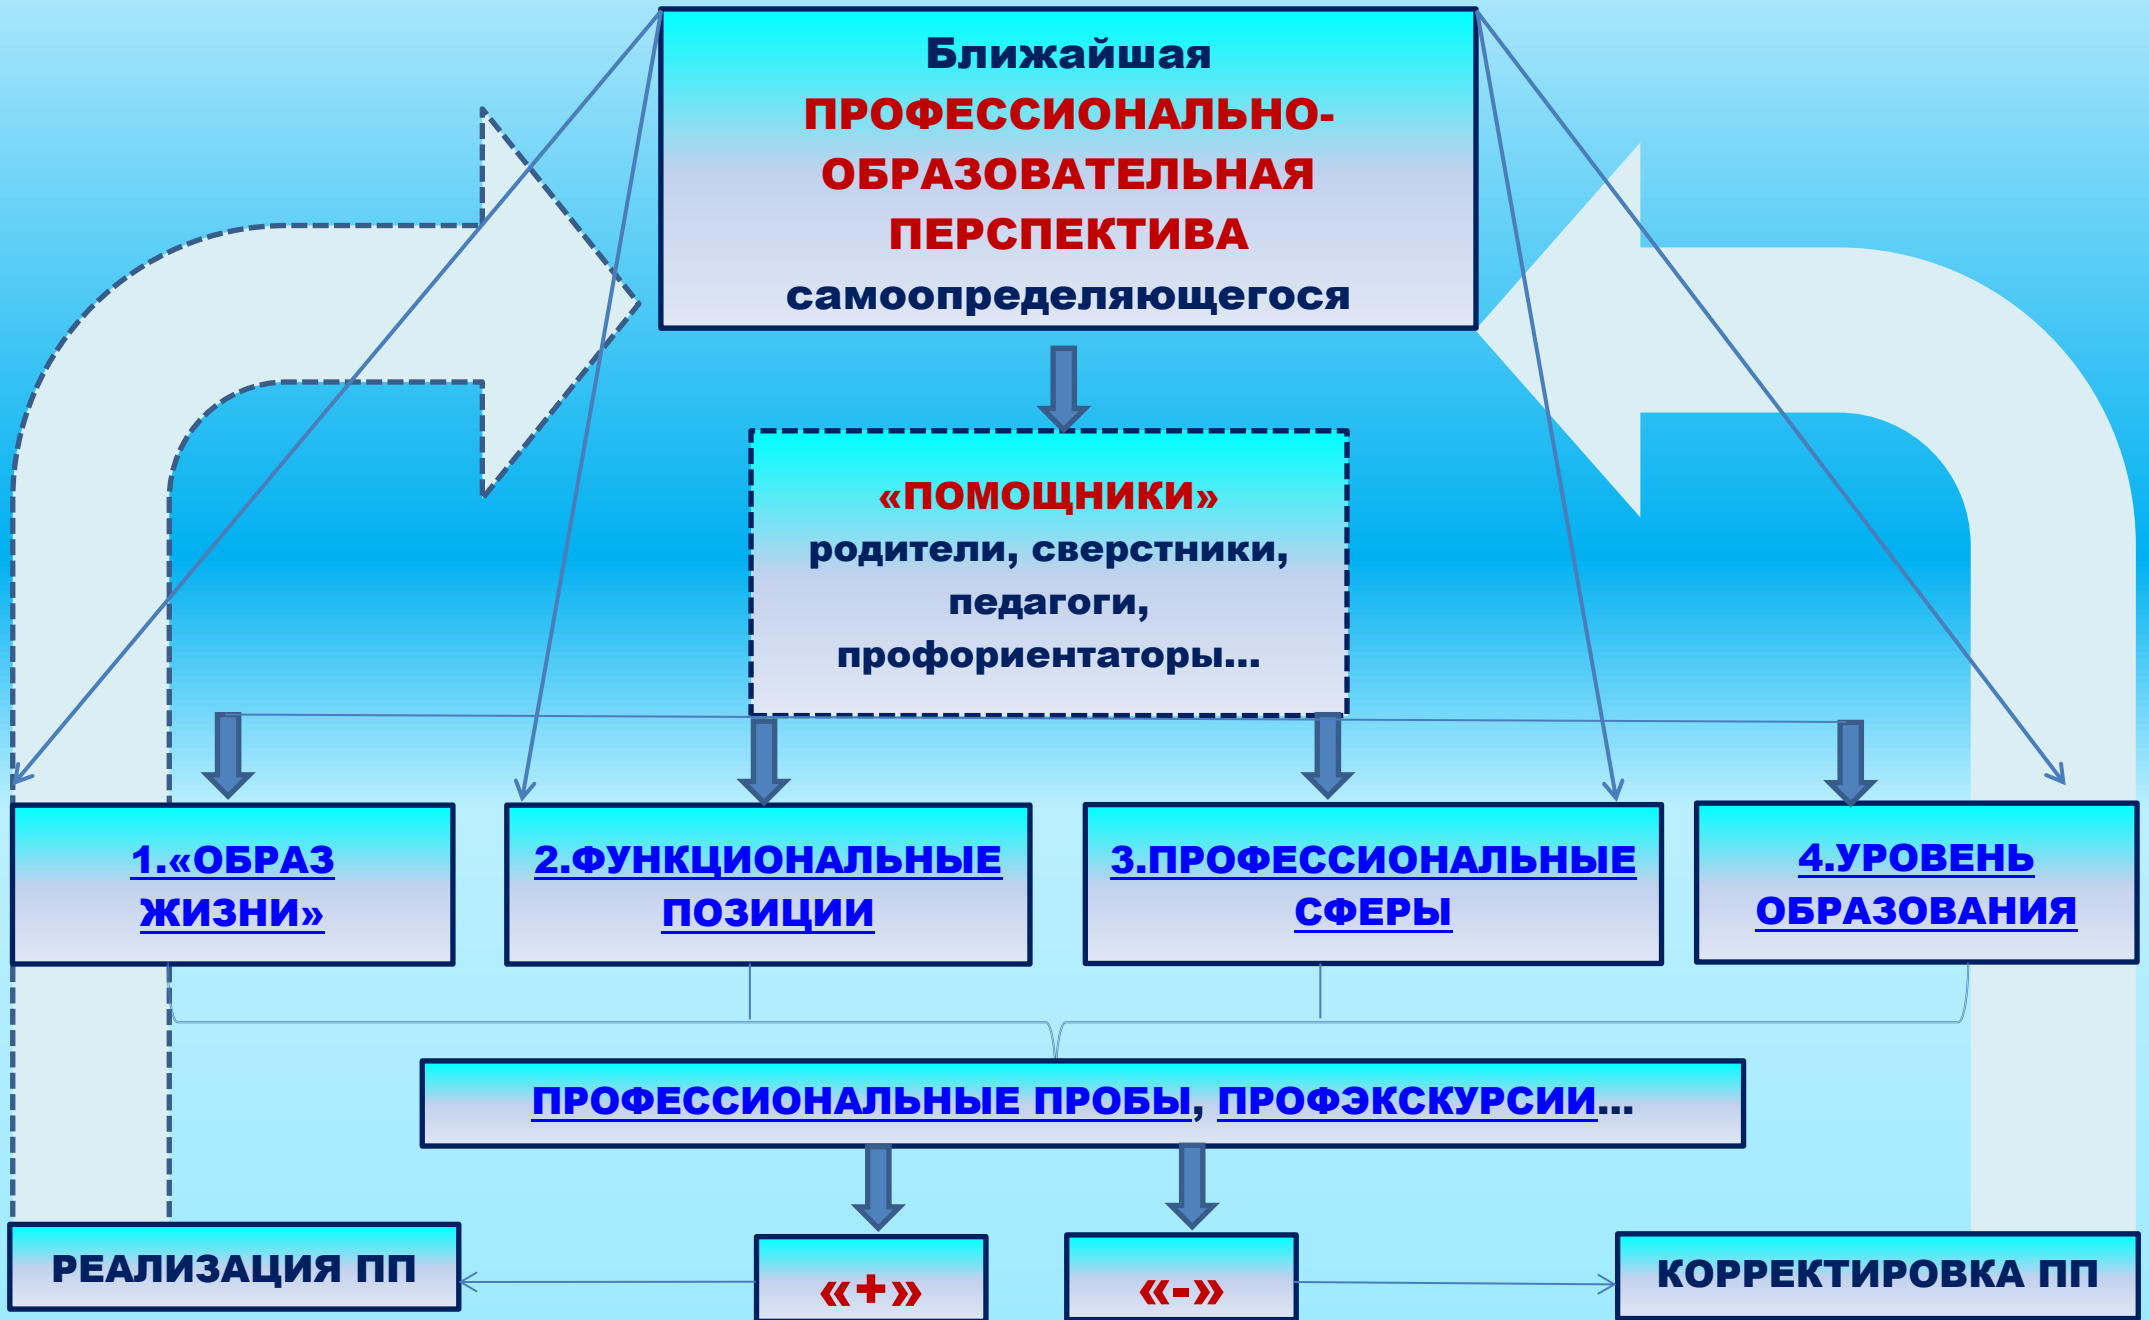 Ближайшая
ПРОФЕССИОНАЛЬНО-
ОБРАЗОВАТЕЛЬНАЯ
ПЕРСПЕКТИВА
самоопределяющегося
«ПОМОЩНИКИ»
родители, сверстники,
педагоги,
профориентаторы...
1.«ОБРАЗ
ЖИЗНИ»
2.ФУНКЦИОНАЛЬНЫЕ
ПОЗИЦИИ
3.ПРОФЕССИОНАЛЬНЫЕ
СФЕРЫ
4.УРОВЕНЬ
ОБРАЗОВАНИЯ
ПРОФЕССИОНАЛЬНЫЕ ПРОБЫ, ПРОФЭКСКУРСИИ...
РЕАЛИЗАЦИЯ ПП
«+»
«-»
КОРРЕКТИРОВКА ПП